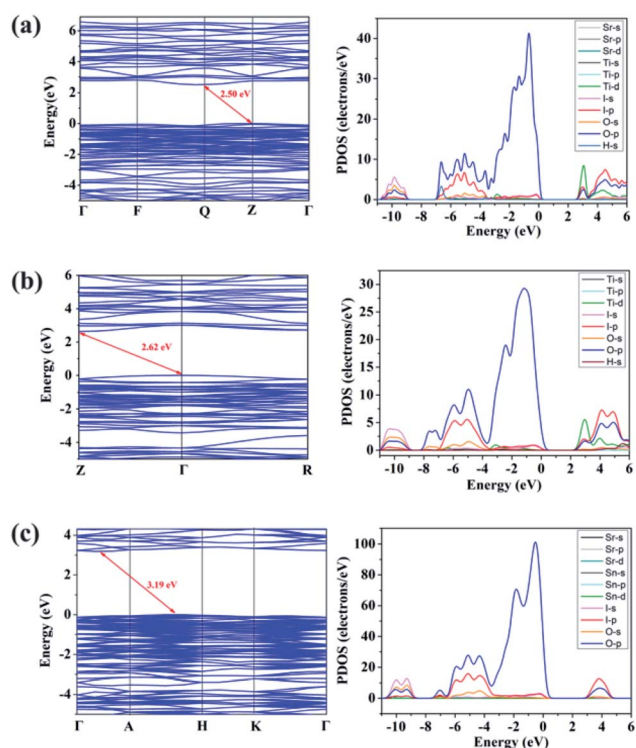 (a)
6
4
2
0
-2
-4
Energy(eV)
2.50 eV
Γ F Q Z Γ
PDOS (electrons/eV)
40
30
20
10
0
-10 -8 -6 -4 -2 0 2 4 6
Energy (eV)
Sr-s
Sr-p
Sr-d
Ti-s
Ti-p
Ti-d
I-s
I-p
O-s
O-p
H-s
(b)
6
4
2
0
-2
-4
Energy (eV)
2.62 eV
Z Γ R
PDOS (electrons/eV)
30
25
20
15
10
5
0
-10 -8 -6 -4 -2 0 2 4 6
Energy (eV)
Ti-s
Ti-p
Ti-d
I-s
I-p
O-s
O-p
H-s
(c)
4
2
0
-2
-4
Energy (eV)
3.19 eV
Γ A H K Γ
PDOS (electrons/eV)
100
80
60
40
20
0
-10 -8 -6 -4 -2 0 2 4 6
Energy (eV)
Sr-s
Sr-p
Sr-d
Sn-s
Sn-p
Sn-d
I-s
I-p
O-s
O-p